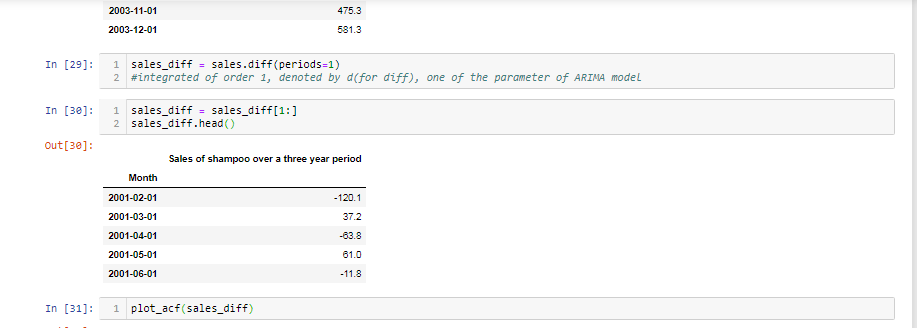 2003-11-01 475.3
2003-12-01 581.3
In [29]: 1 sales_diff = sales.diff(periods=1)
2 #integrated of order 1, denoted by d(for diff), one of the parameter of ARIMA model
In [30]: 1 sales_diff = sales_diff[1:]
2 sales_diff.head()
Out[30]:
Sales of shampoo over a three year period
Month
2001-02-01 -120.1
2001-03-01 37.2
2001-04-01 -63.8
2001-05-01 61.0
2001-06-01 -11.8
In [31]: 1 plot_acf(sales_diff)